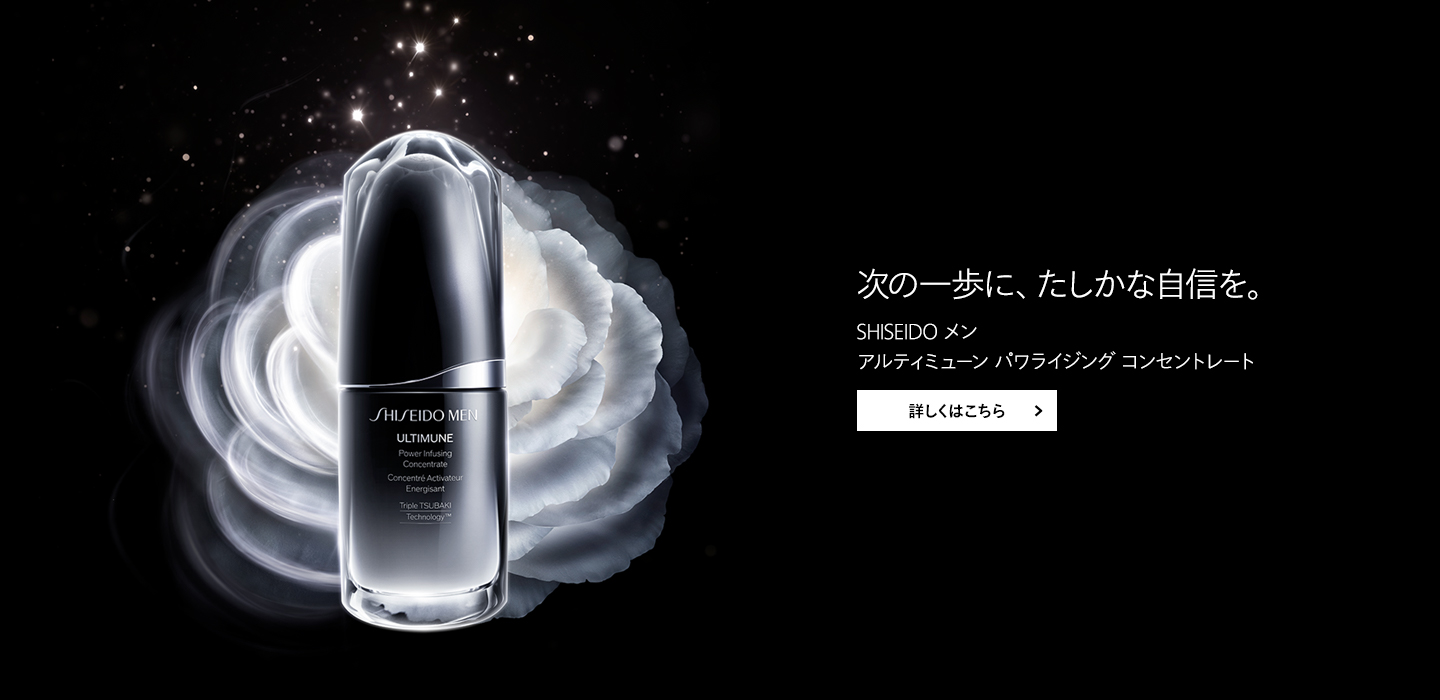 SHISEIDO MEN
ULTIMUNE
Power Infusing
Concentrate
Concentré Activateur
Energisant
Triple TSUBAKI
Technology™
次の一歩に、たしかな自信を。
SHISEIDO メン
アルティミューン パワライジング コンセントレート
詳しくはこちら